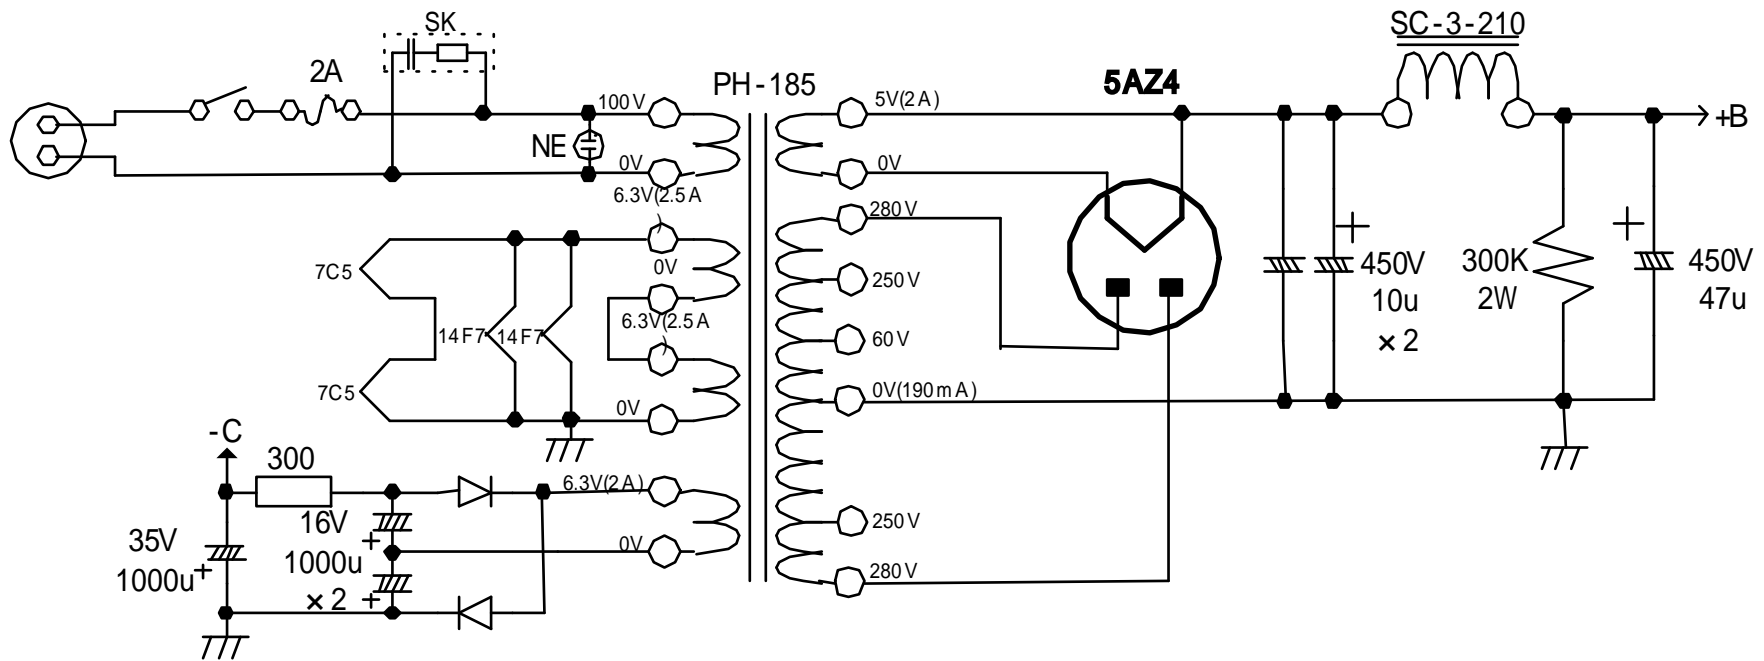 SK
SC-3-210
2A
PH-185
5AZ4
100V
5V(2A)
+B
NE
0V
0V
6.3V(2.5A
)
280V
7C5
0V
250V
450V
10u
×2
300K
2W
450V
47u
6.3V(2.5A
)
14F7
14F7
60V
7C5
0V
0V(190mA)
-C
300
6.3V(2A)
16V
1000u
×2
35V
1000u
0V
250V
280V